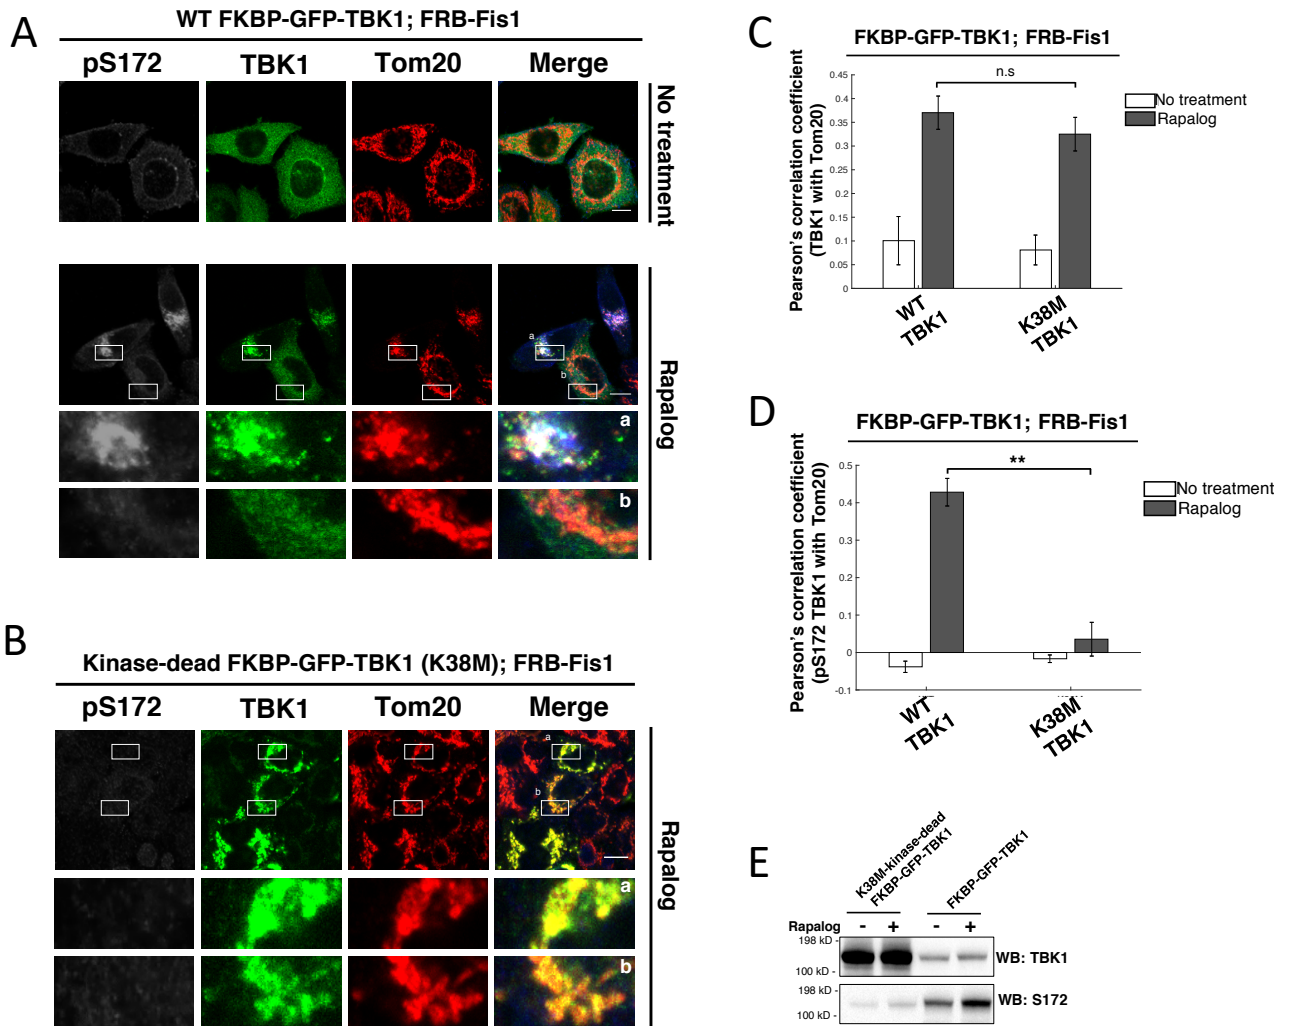 A
WT FKBP-GFP-TBK1; FRB-Fis1
pS172 TBK1 Tom20 Merge
No treatment
a
b
Rapalog
a
b
B
Kinase-dead FKBP-GFP-TBK1 (K38M); FRB-Fis1
pS172 TBK1 Tom20 Merge
a
b
Rapalog
a
b
C
FKBP-GFP-TBK1; FRB-Fis1
n.s
No treatment
Rapalog
Pearson's correlation coefficient
(TBK1 with Tom20)
0.45
0.4
0.35
0.3
0.25
0.2
0.15
0.1
0.05
0
WT
TBK1
K38M
TBK1
D
FKBP-GFP-TBK1; FRB-Fis1
**
No treatment
Rapalog
Pearson's correlation coefficient
(pS172 TBK1 with Tom20)
0.5
0.4
0.3
0.2
0.1
0
-0.1
WT
TBK1
K38M
TBK1
E
K38M-kinase-dead
FKBP-GFP-TBK1
FKBP-GFP-TBK1
Rapalog - + - +
198 kD -
100 kD -
WB: TBK1
198 kD -
100 kD -
WB: S172